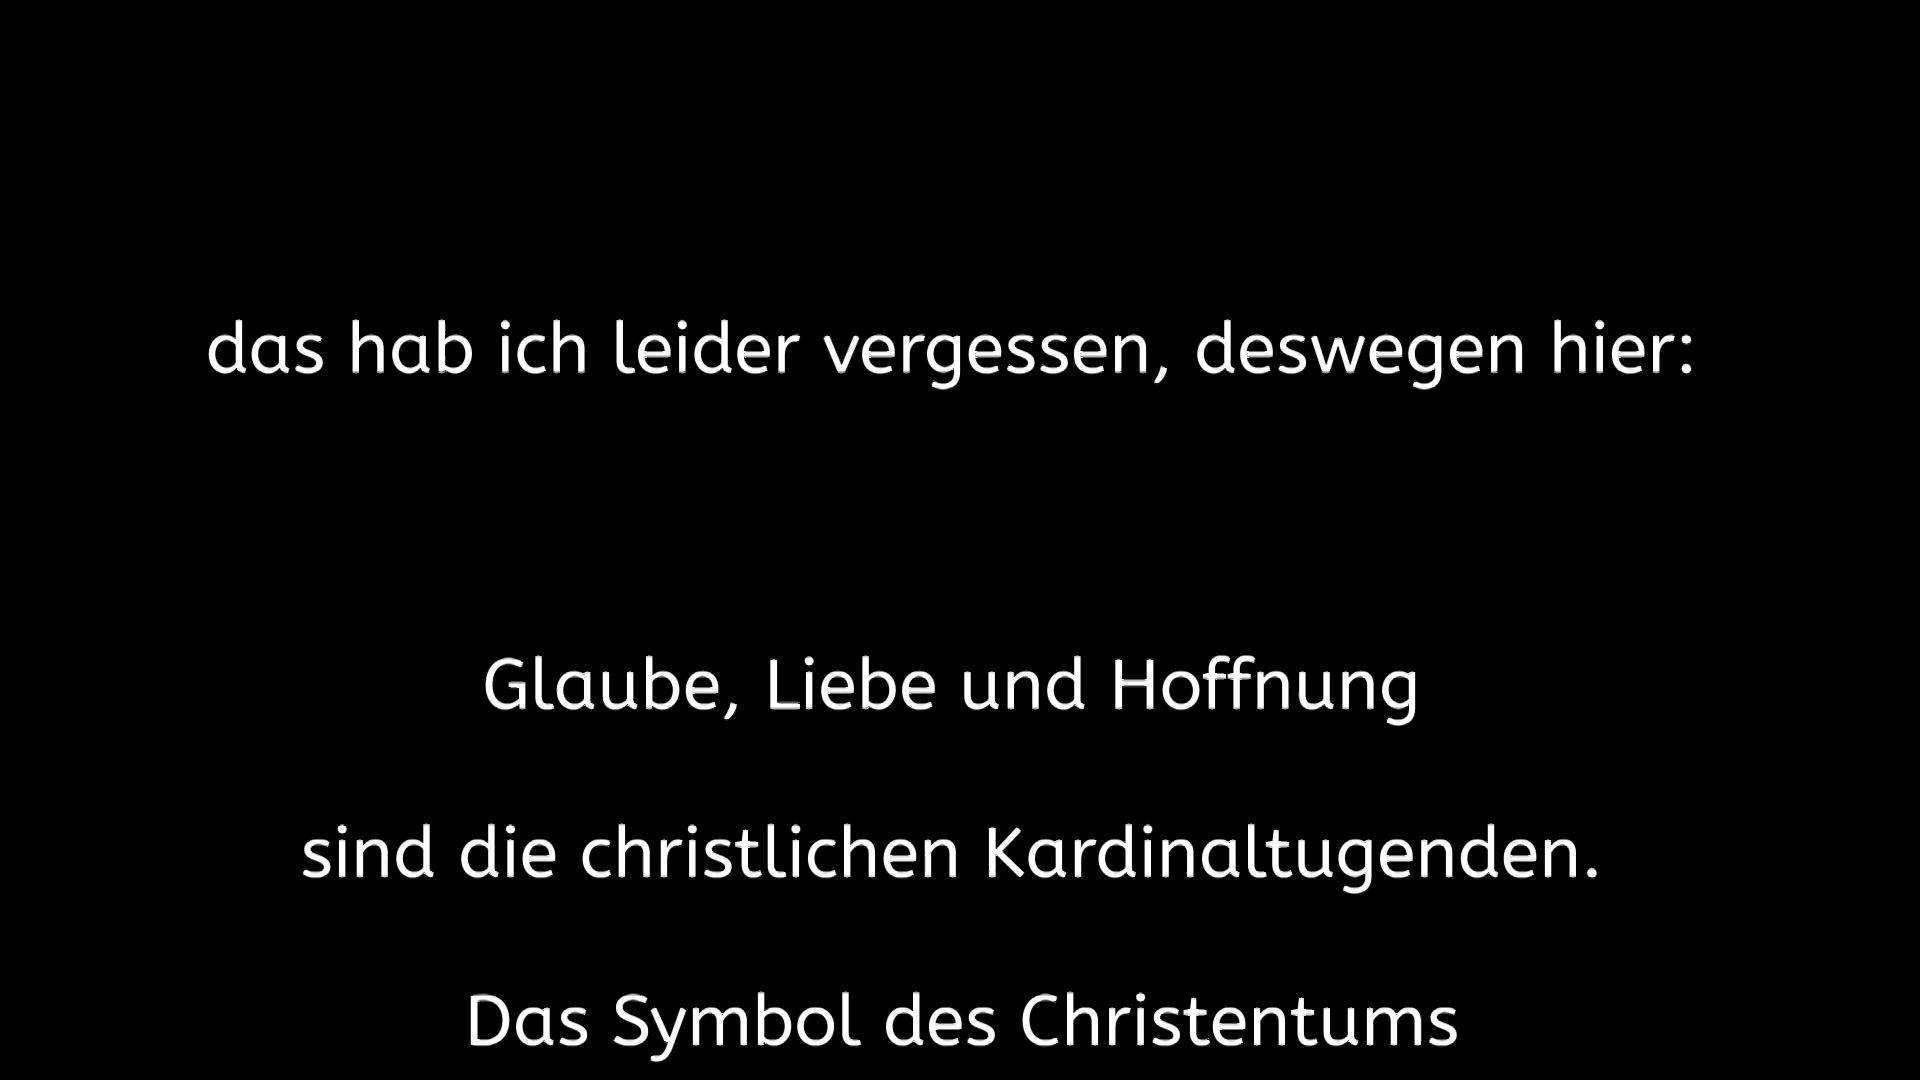 das hab ich leider vergessen, deswegen hier:
Glaube, Liebe und Hoffnung
sind die christlichen Kardinaltugenden.
Das Symbol des Christentums